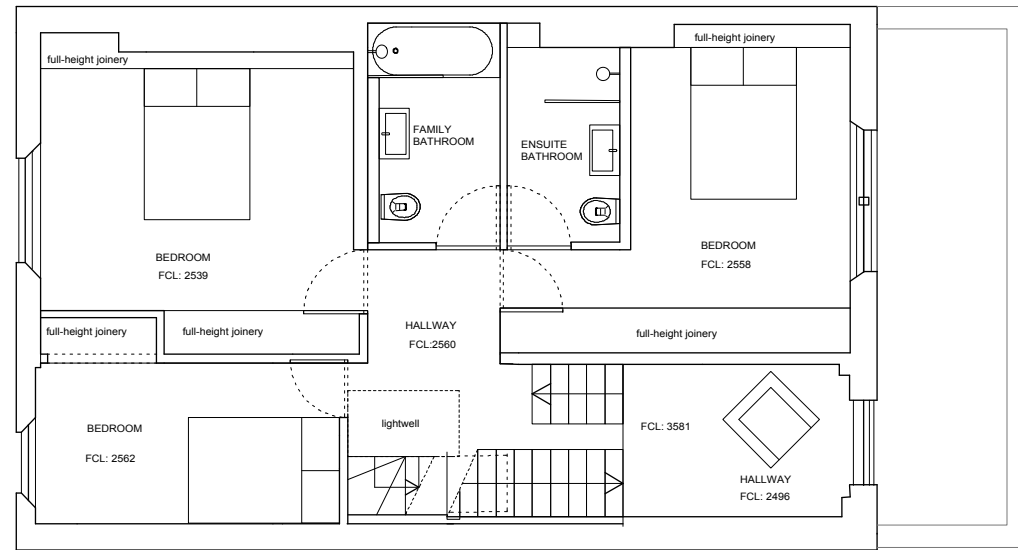 full-height joinery
full-height joinery
FAMILY
BATHROOM
ENSUITE
BATHROOM
BEDROOM
FCL: 2539
BEDROOM
FCL: 2558
full-height joinery
full-height joinery
HALLWAY
FCL:2560
full-height joinery
BEDROOM
FCL: 2562
lightwell
FCL: 3581
HALLWAY
FCL: 2496